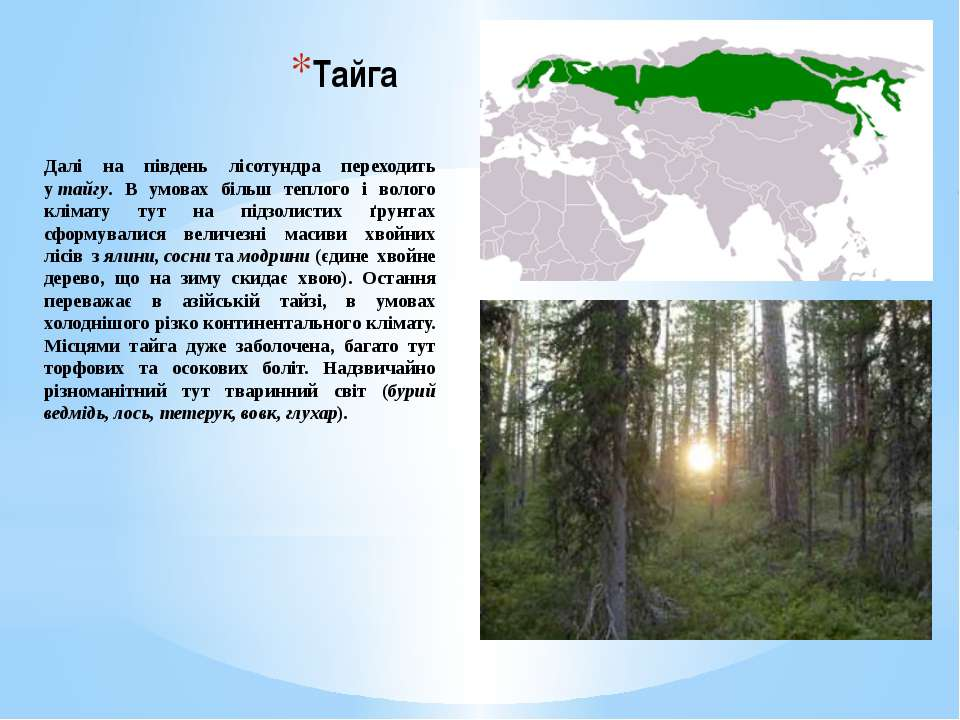 *Тайга
Далі на південь лісотундра переходить
у тайгу. В умовах більш теплого і вологого
клімату тут на підзолистих ґрунтах
сформувалися величезні масиви хвойних
лісів з ялини, сосни та модрини (єдине хвойне
дерево, що на зиму скидає хвою). Остання
переважає в азійській тайзі, в умовах
холоднішого різко континентального клімату.
Місцями тайга дуже заболочена, багато тут
торфових та осокових боліт. Надзвичайно
різноманітний тут тваринний світ (бурий
ведмідь, лось, тетерук, вовк, глухар).